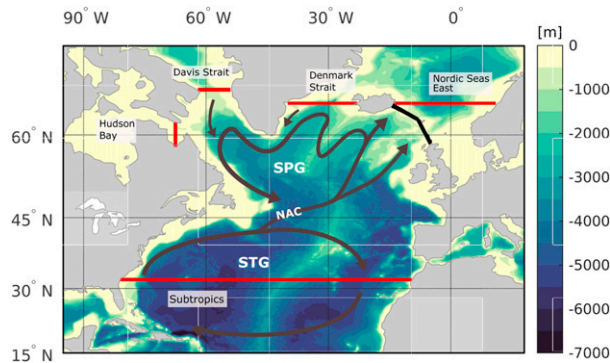 90° W
60° W
30° W
0°
[m]
Davis Strait
Denmark
Strait
Nordic Seas
East
Hudson
Bay
60° N
SPG
NAC
45° N
STG
30° N
Subtropics
15° N
0
-1000
-2000
-3000
-4000
-5000
-6000
-7000